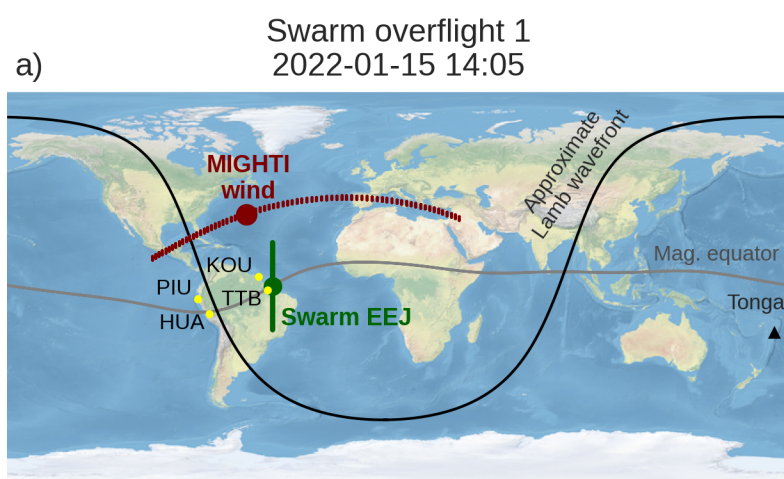 Swarm overflight 1
2022-01-15 14:05
a)
Approximate
Lamb wavefront
MIGHTI
wind
Mag. equator
KOU
PIU
TTB
Tonga
HUA
Swarm EEJ